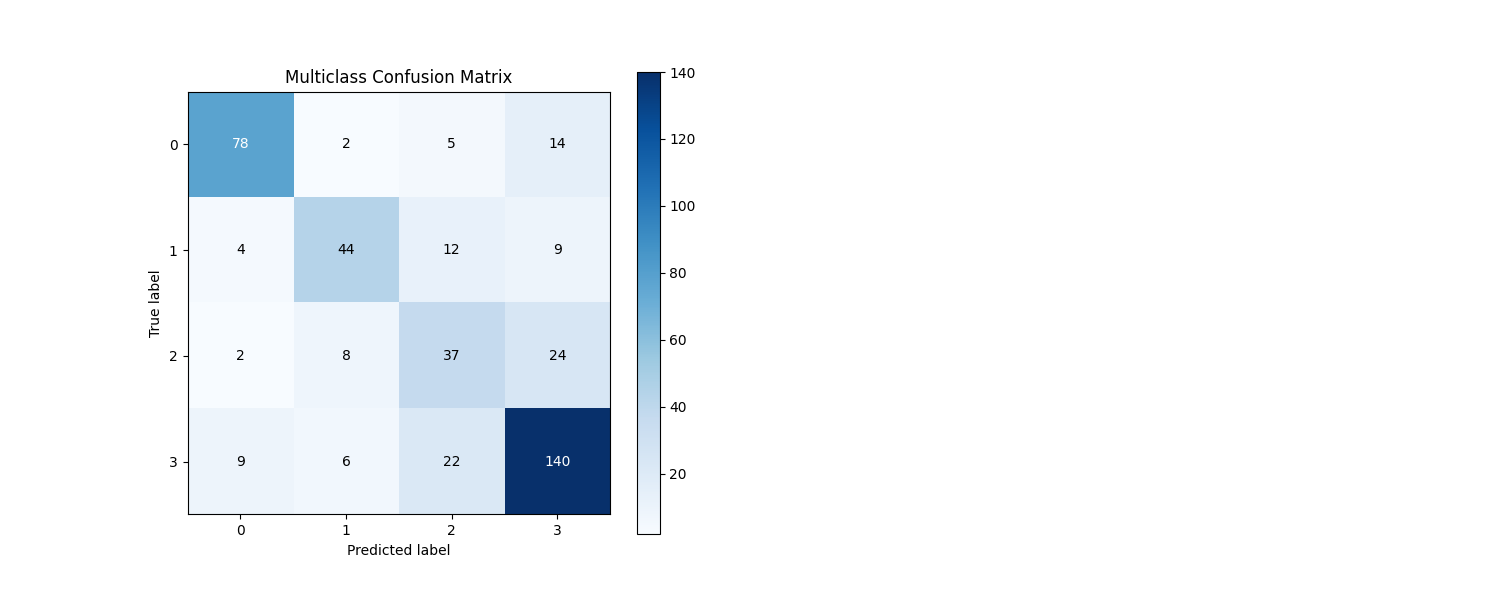 Multiclass Confusion Matrix
140
120
100
80
60
40
20
True label
0 78 2 5 14
1 4 44 12 9
2 2 8 37 24
3 9 6 22 140
0 1 2 3
Predicted label